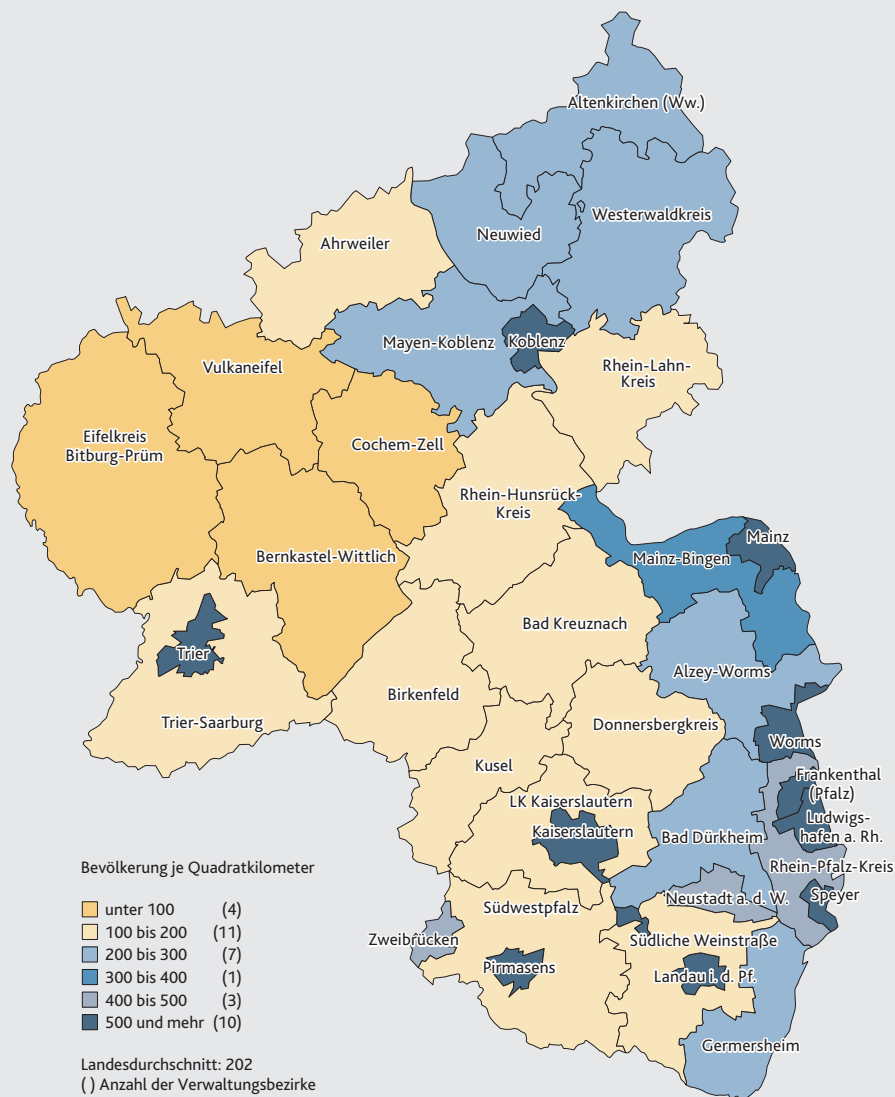 Altenkirchen (Ww.)
Westerwaldkreis
Neuwied
Ahrweiler
Mayen-Koblenz
Koblenz
Rhein-Lahn-
Kreis
Vulkaneifel
Eifelkreis
Bitburg-Prüm
Cochem-Zell
Rhein-Hunsrück-
Kreis
Mainz
Bernkastel-Wittlich
Mainz-Bingen
Bad Kreuznach
Trier
Alzey-Worms
Birkenfeld
Trier-Saarburg
Donnersbergkreis
Worms
Kusel
Frankenthal
(Pfalz)
LK Kaiserslautern
Kaiserslautern
Ludwigs-
hafen a. Rh.
Bad Dürkheim
Rhein-Pfalz-Kreis
Neustadt a. d. W.
Speyer
Südwestpfalz
Zweibrücken
Südliche Weinstraße
Pirmasens
Landau i. d. Pf.
Germersheim
Bevölkerung je Quadratkilometer
unter 100 (4)
100 bis 200 (11)
200 bis 300 (7)
300 bis 400 (1)
400 bis 500 (3)
500 und mehr (10)
Landesdurchschnitt: 202
( ) Anzahl der Verwaltungsbezirke